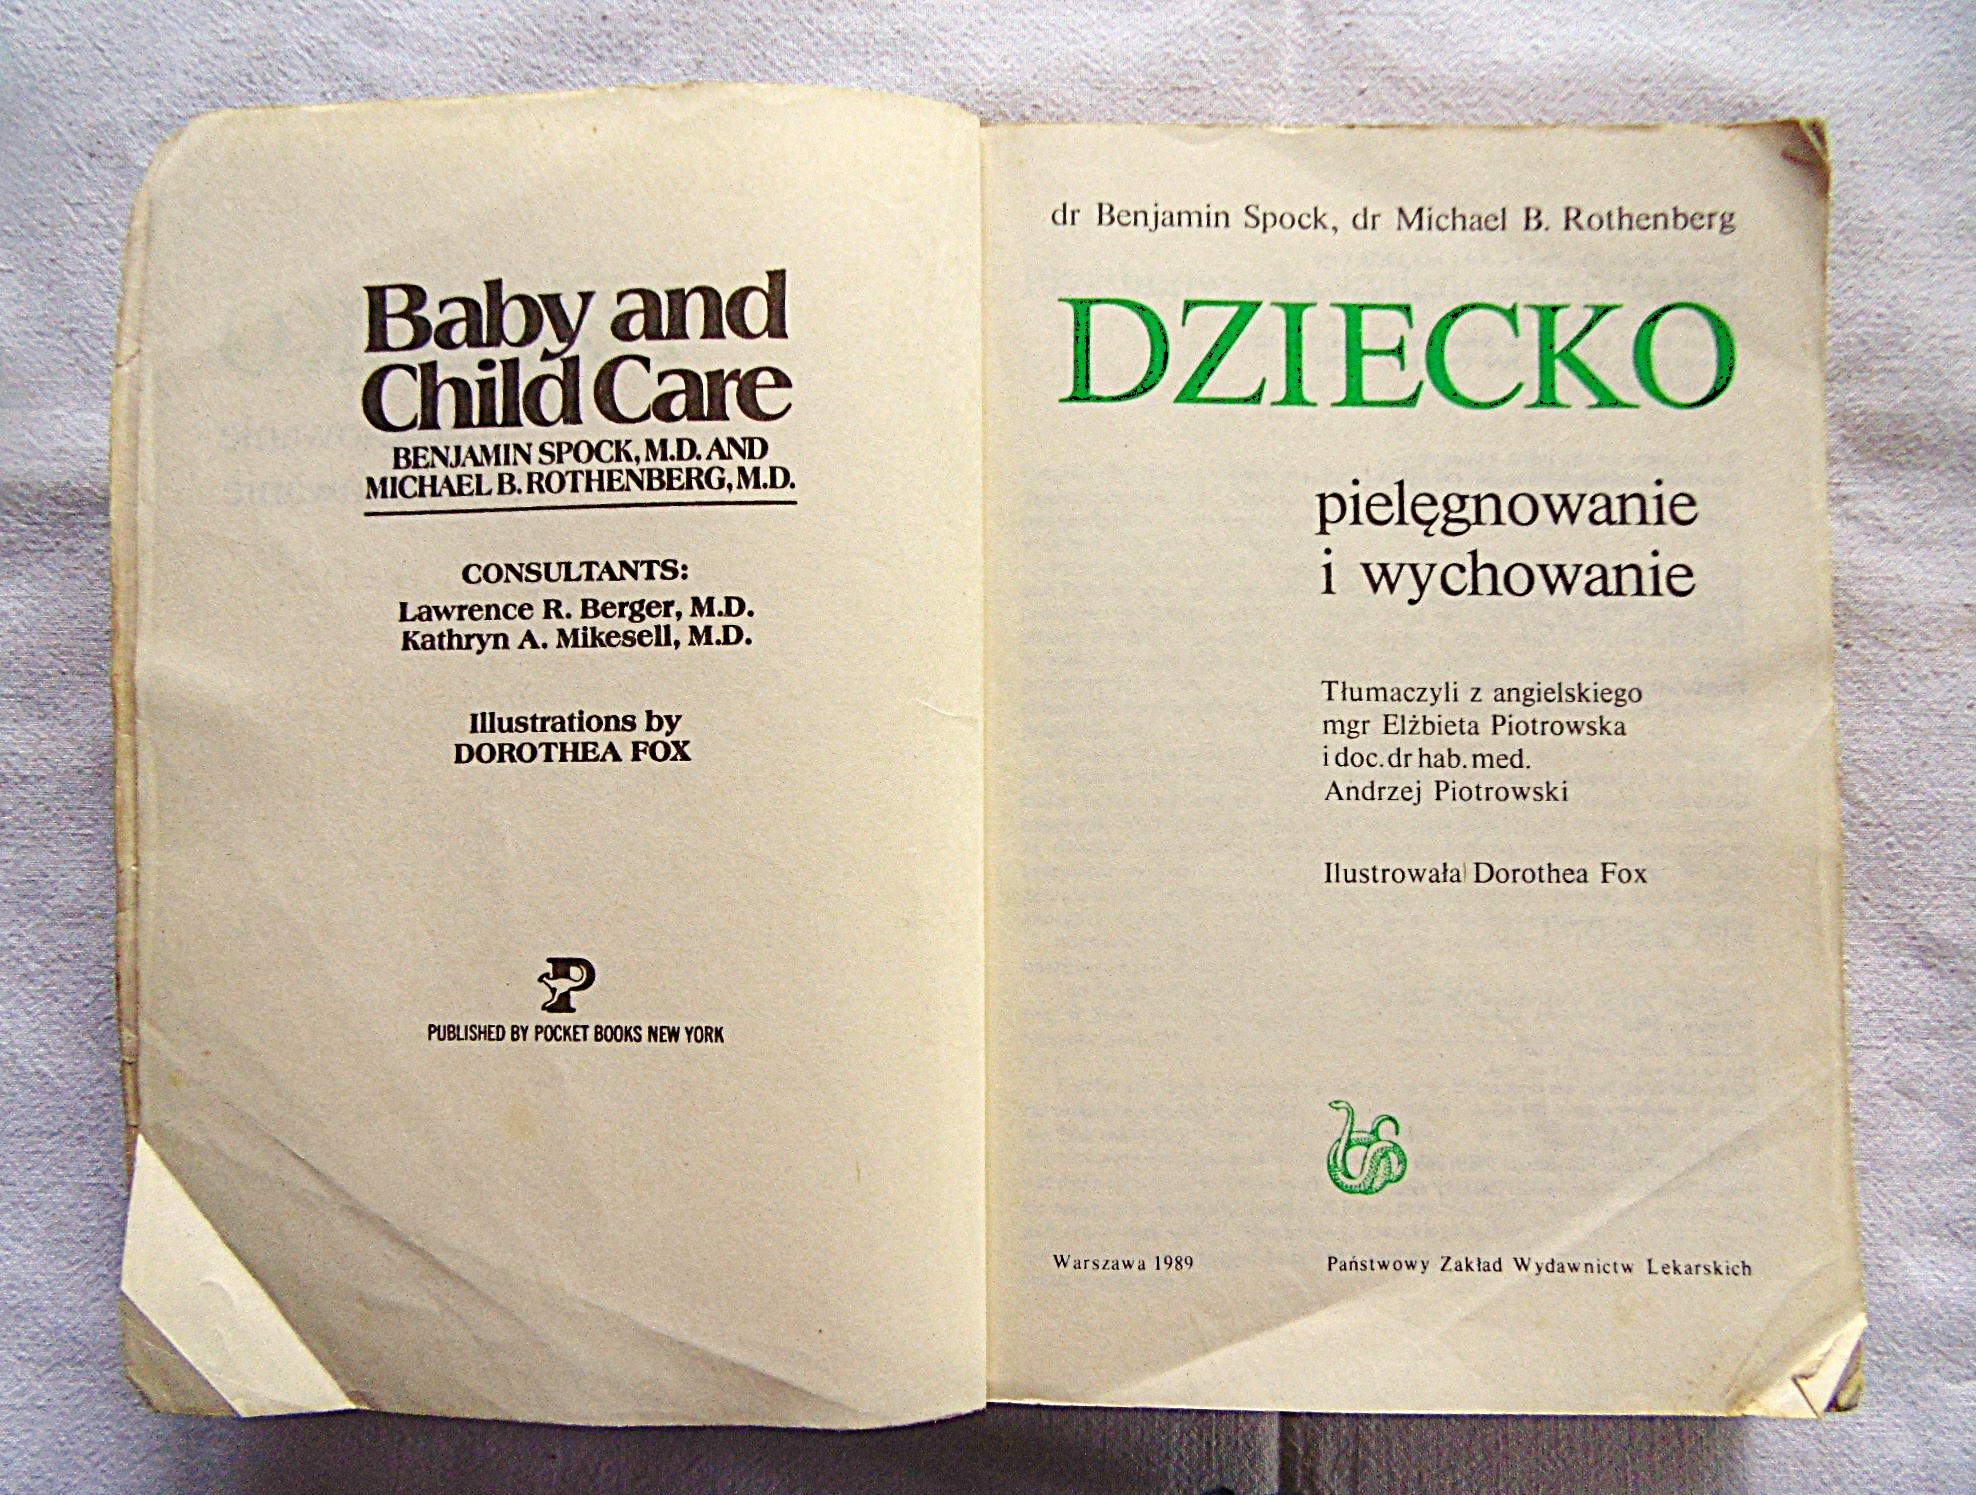 Baby and
Child Care
BENJAMIN SPOCK, M.D. AND
MICHAEL B. ROTHENBERG, M.D.
CONSULTANTS:
Lawrence R. Berger, M.D.
Kathryn A. Mikesell, M.D.
Illustrations by
DOROTHEA FOX
P
PUBLISHED BY POCKET BOOKS NEW YORK
dr Benjamin Spock, dr Michael B. Rothenberg
DZIECKO
pielęgnowanie
i wychowanie
Tłumaczyli z angielskiego
mgr Elżbieta Piotrowska
i doc. dr hab. med.
Andrzej Piotrowski
Ilustrowała Dorothea Fox
Warszawa 1989
Państwowy Zakład Wydawnictw Lekarskich